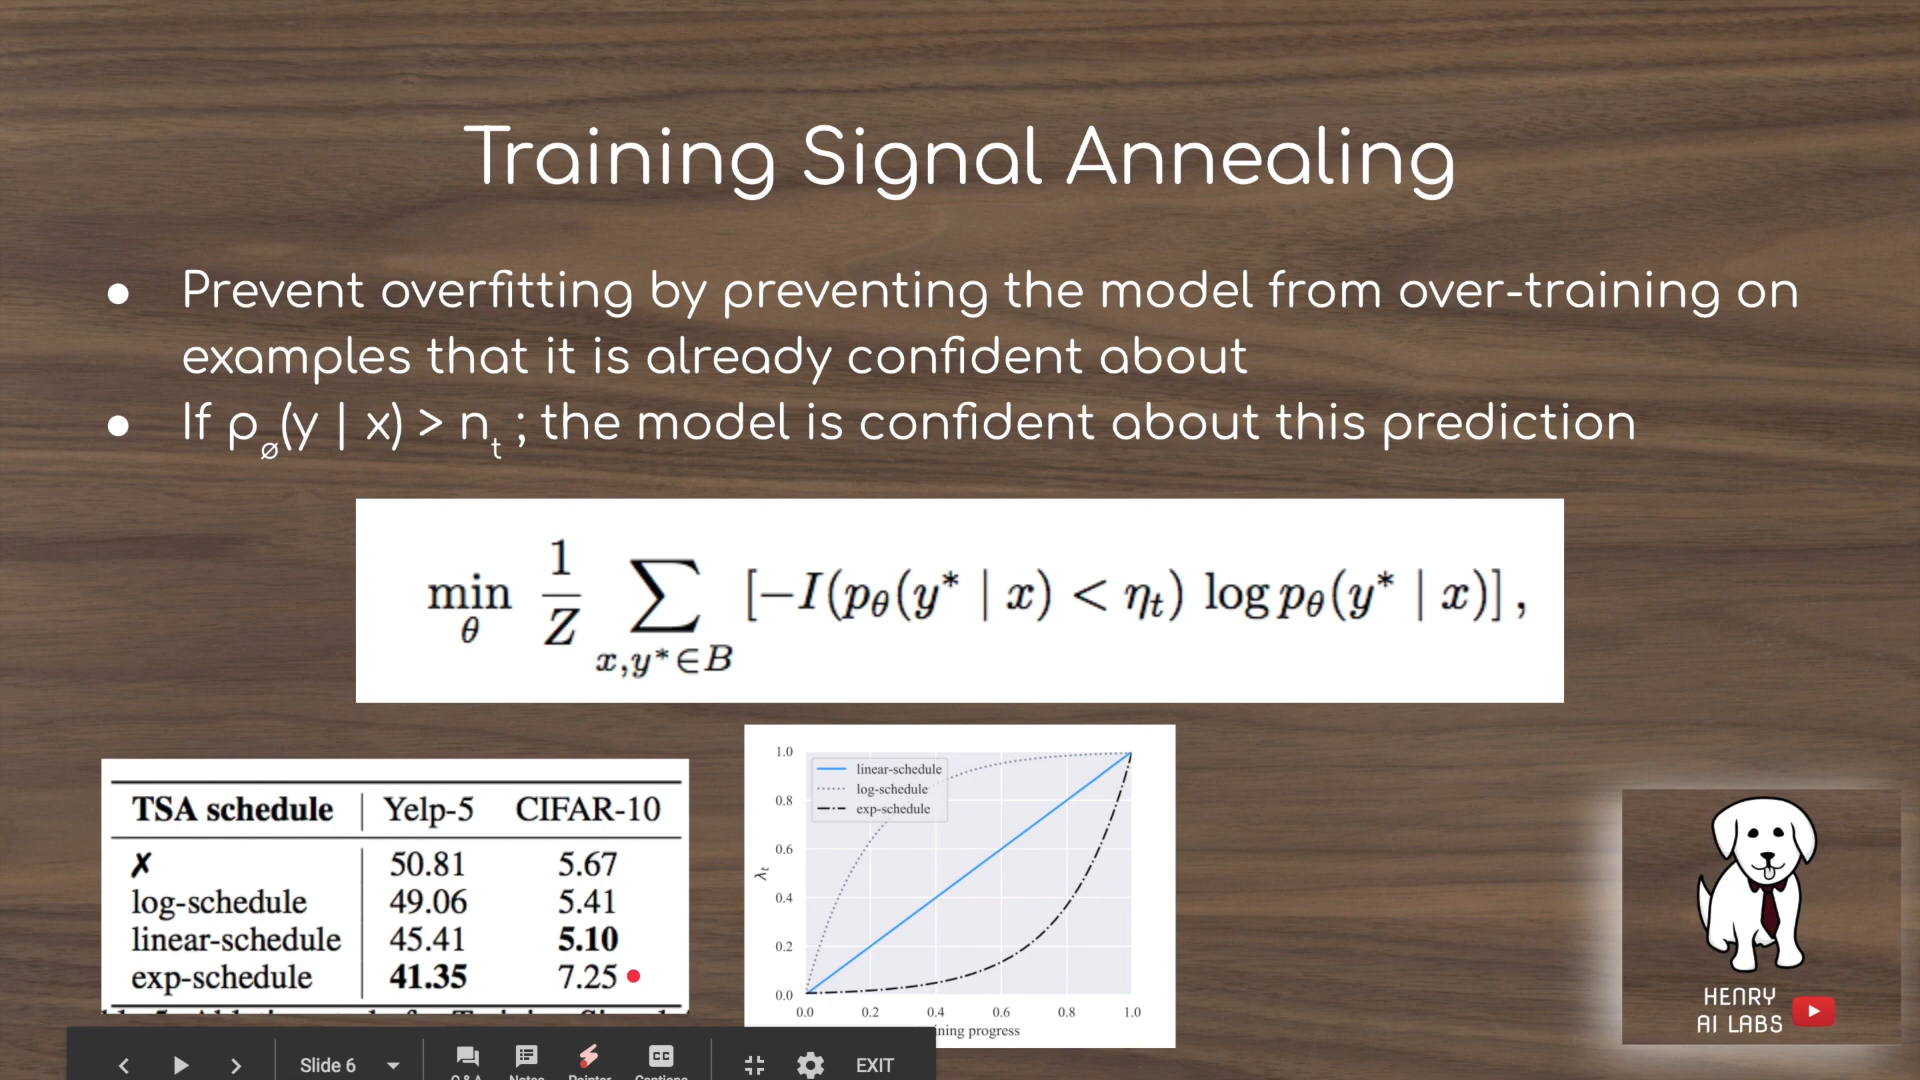 Training Signal Annealing
● Prevent overfitting by preventing the model from over-training on
examples that it is already confident about
● If p_ø(y | x) > n_t ; the model is confident about this prediction
min_θ 1/Z ∑_{x,y*∈B} [−I(p_θ(y* | x) < η_t) log p_θ(y* | x)] ,
TSA schedule | Yelp-5 CIFAR-10
✗ 50.81 5.67
log-schedule 49.06 5.41
linear-schedule 45.41 5.10
exp-schedule 41.35 7.25
1.0
0.8
0.6
0.4
0.2
0.0
λ_t
linear-schedule
log-schedule
exp-schedule
0.0 0.2 0.4 0.6 0.8 1.0
ining progress
HENRY
AI LABS
Slide 6
CC
EXIT